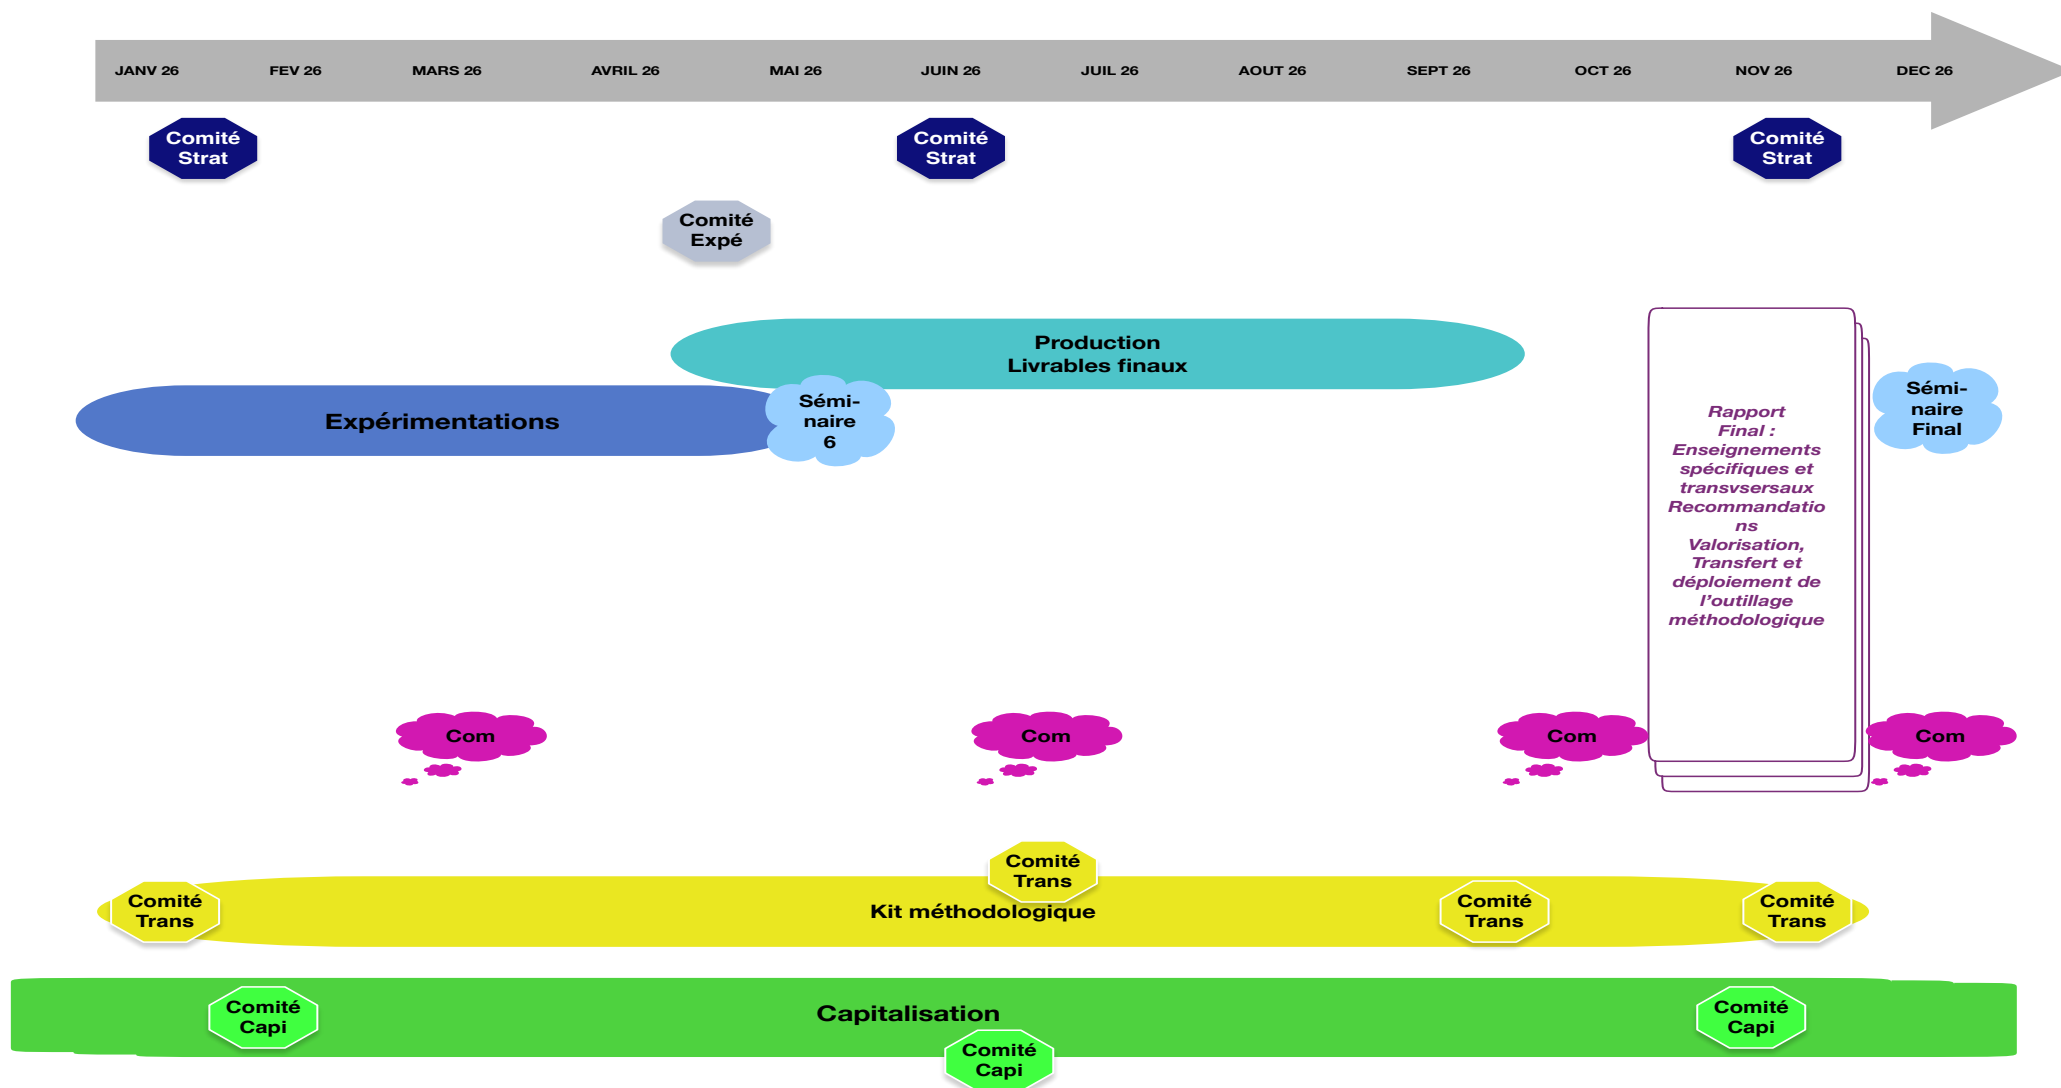 JANV 26 FEV 26 MARS 26 AVRIL 26 MAI 26 JUIN 26 JUIL 26 AOUT 26 SEPT 26 OCT 26 NOV 26 DEC 26
Comité
Strat
Comité
Strat
Comité
Strat
Comité
Expé
Production
Livrables finaux
Expérimentations
Sémi-
naire
6
Rapport
Final :
Enseignements
spécifiques et
transvsersaux
Recommandatio
ns
Valorisation,
Transfert et
déploiement de
l’outillage
méthodologique
Sémi-
naire
Final
Com
Com
Com
Com
Comité
Trans
Comité
Trans
Kit méthodologique
Comité
Trans
Comité
Trans
Comité
Capi
Capitalisation
Comité
Capi
Comité
Capi